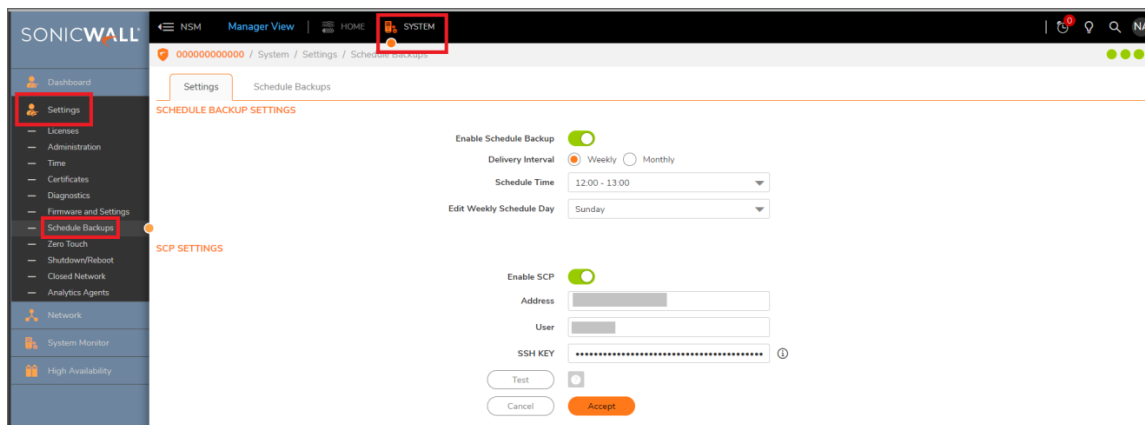 SONICWALL
NSM Manager View HOME SYSTEM 0
000000000000 / System / Settings / Schedule Backups
Dashboard
Settings
Licenses
Administration
Time
Certificates
Diagnostics
Firmware and Settings
Schedule Backups
Zero Touch
Shutdown/Reboot
Closed Network
Analytics Agents
Network
System Monitor
High Availability
Settings Schedule Backups
SCHEDULE BACKUP SETTINGS
Enable Schedule Backup
Delivery Interval Weekly Monthly
Schedule Time 12:00 - 13:00
Edit Weekly Schedule Day Sunday
SCP SETTINGS
Enable SCP
Address
User
SSH KEY
Test
Cancel Accept